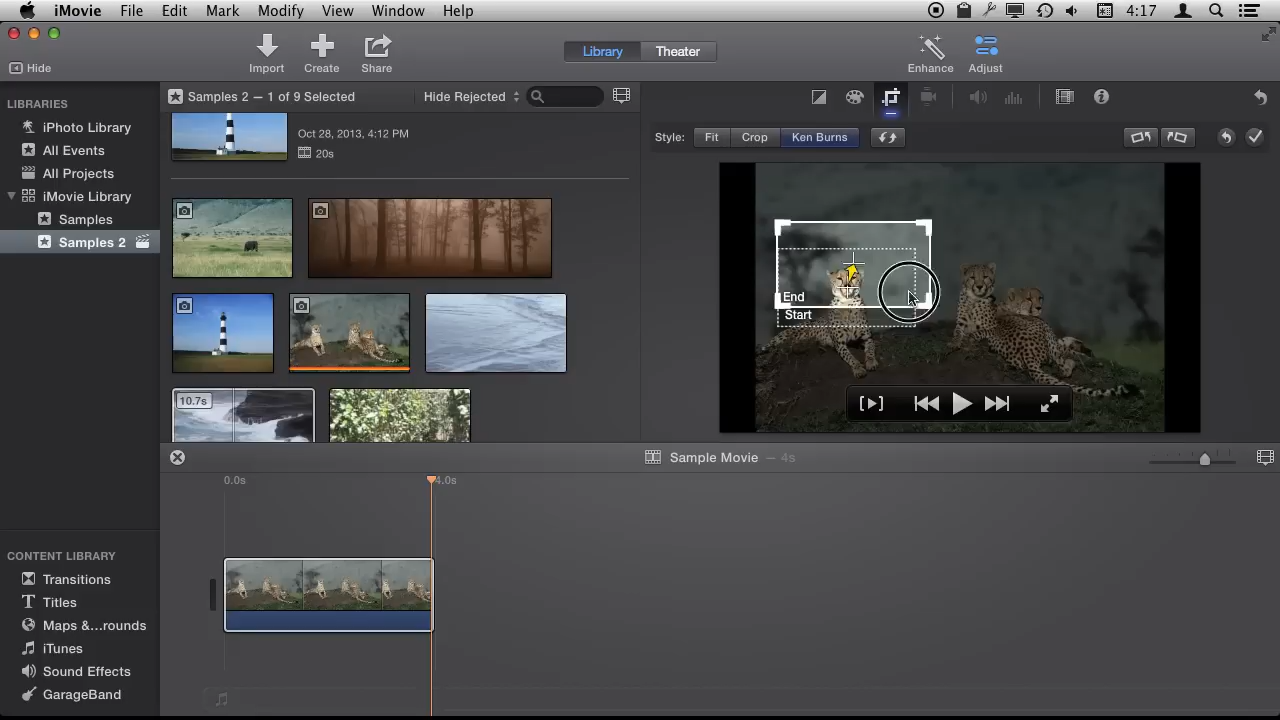 iMovie File Edit Mark Modify View Window Help 4:17
Hide
Import Create Share
Library Theater
Enhance Adjust
LIBRARIES
iPhoto Library
All Events
All Projects
iMovie Library
Samples
Samples 2
Samples 2 — 1 of 9 Selected
Hide Rejected
Oct 28, 2013, 4:12 PM
20s
10.7s
Style: Fit Crop Ken Burns
End
Start
Sample Movie — 4s
0.0s 4.0s
CONTENT LIBRARY
Transitions
T Titles
Maps &...rounds
iTunes
Sound Effects
GarageBand